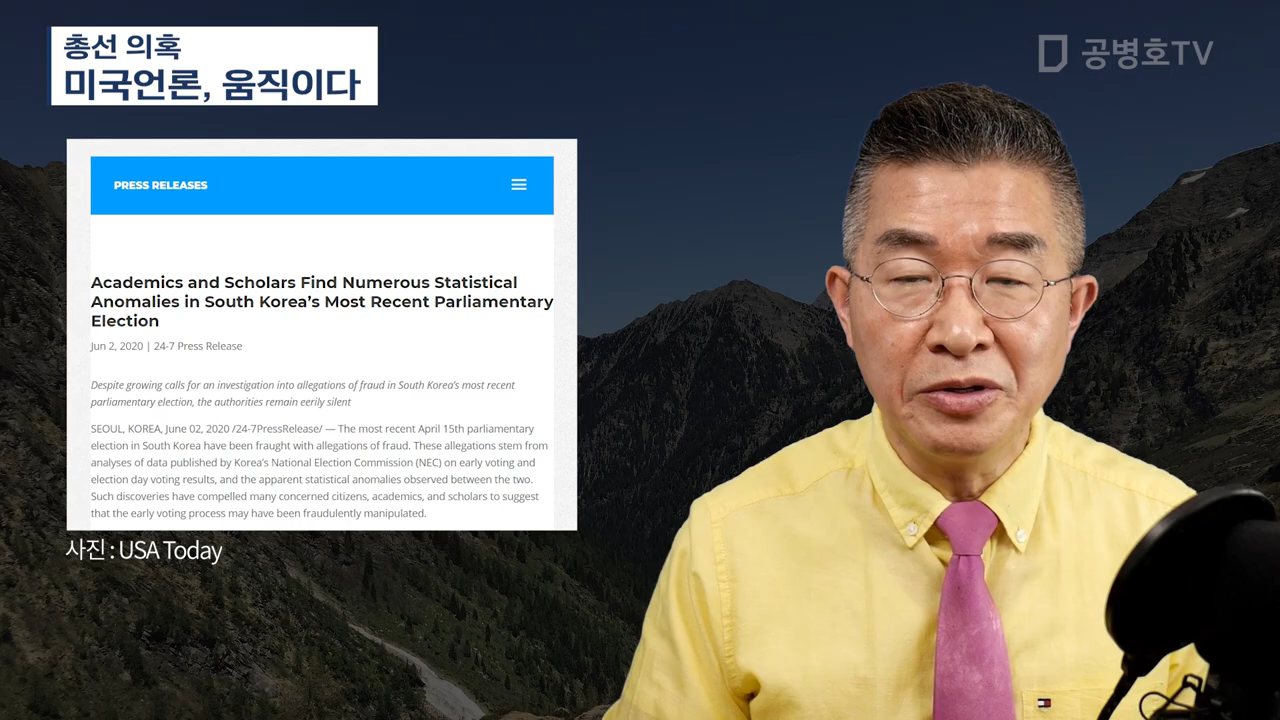 총선 의혹
미국언론, 움직이다
공병호TV
PRESS RELEASES
Academics and Scholars Find Numerous Statistical
Anomalies in South Korea’s Most Recent Parliamentary
Election
Jun 2, 2020 | 24-7 Press Release
Despite growing calls for an investigation into allegations of fraud in South Korea’s most recent
parliamentary election, the authorities remain eerily silent
SEOUL, KOREA, June 02, 2020 /24-7PressRelease/ — The most recent April 15th parliamentary
election in South Korea have been fraught with allegations of fraud. These allegations stem from
analyses of data published by Korea’s National Election Commission (NEC) on early voting and
election day voting results, and the apparent statistical anomalies observed between the two.
Such discoveries have compelled many concerned citizens, academics, and scholars to suggest
that the early voting process may have been fraudulently manipulated.
사진 : USA Today